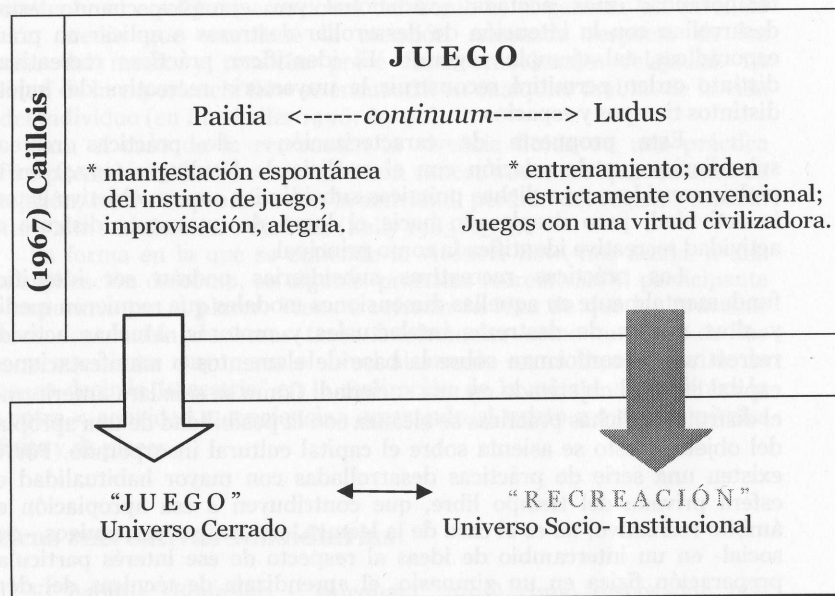 (1967) Caillous
JUEGO
Paidia <----continuum----> Ludus
* manifestación espontánea
del instinto de juego;
improvisación, alegría.
* entrenamiento; orden
estrictamente convencional;
Juegos con una virtud civilizadora.
"JUEGO"
Universo Cerrado
"RECREACIÓN"
Universo Socio- Institucional